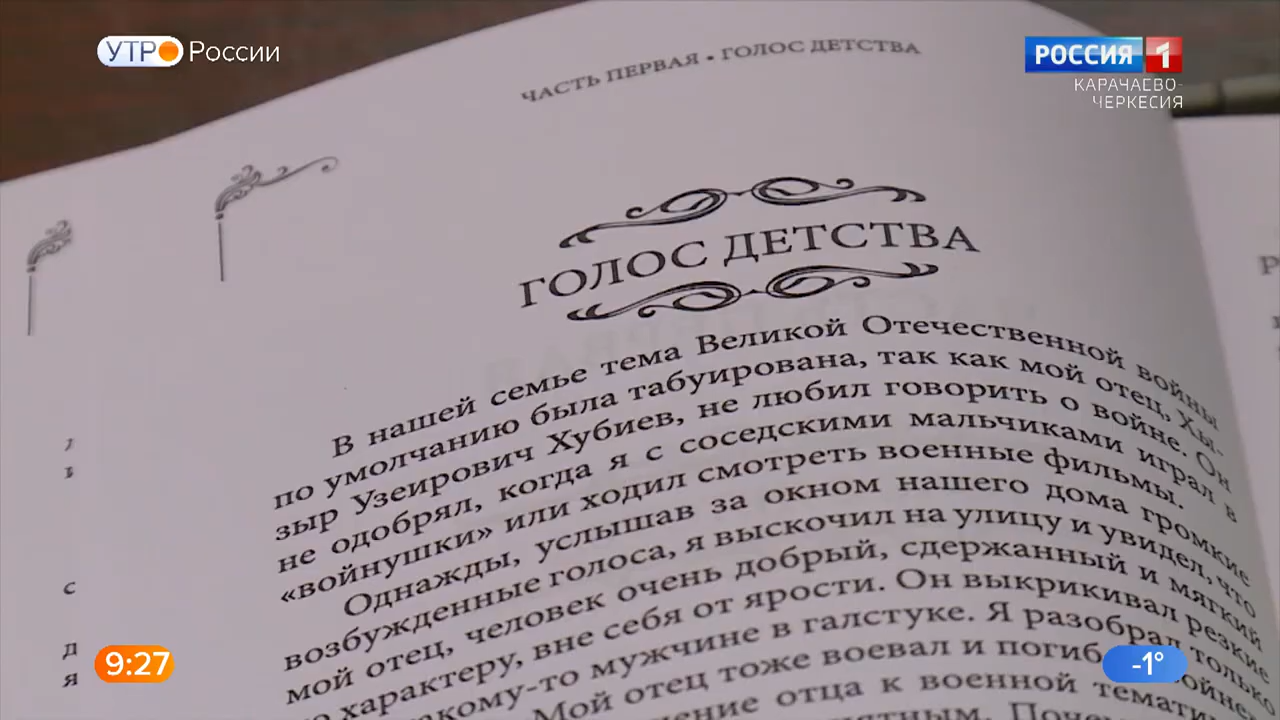 УТРО России
РОССИЯ 1
КАРАЧАЕВО-
ЧЕРКЕСИЯ
ЧАСТЬ ПЕРВАЯ • ГОЛОС ДЕТСТВА
ГОЛОС ДЕТСТВА
В нашей семье тема Великой Отечественной войны
по умолчанию была табуирована, так как мой отец, Хы-
зыр Узеирович Хубиев, не любил говорить о войне. Он
не одобрял, когда я с соседскими мальчиками играл в
«войнушки» или ходил смотреть военные фильмы.
Однажды, услышав за окном нашего дома громкие
возбужденные голоса, я выскочил на улицу и увидел, что
мой отец, человек очень добрый, сдержанный и мягкий
характеру, вне себя от ярости. Он выкрикивал резкие
мужчине в галстуке. Я разобрал только
Мой отец тоже воевал и погиб
отца к военной
9:27
-1°